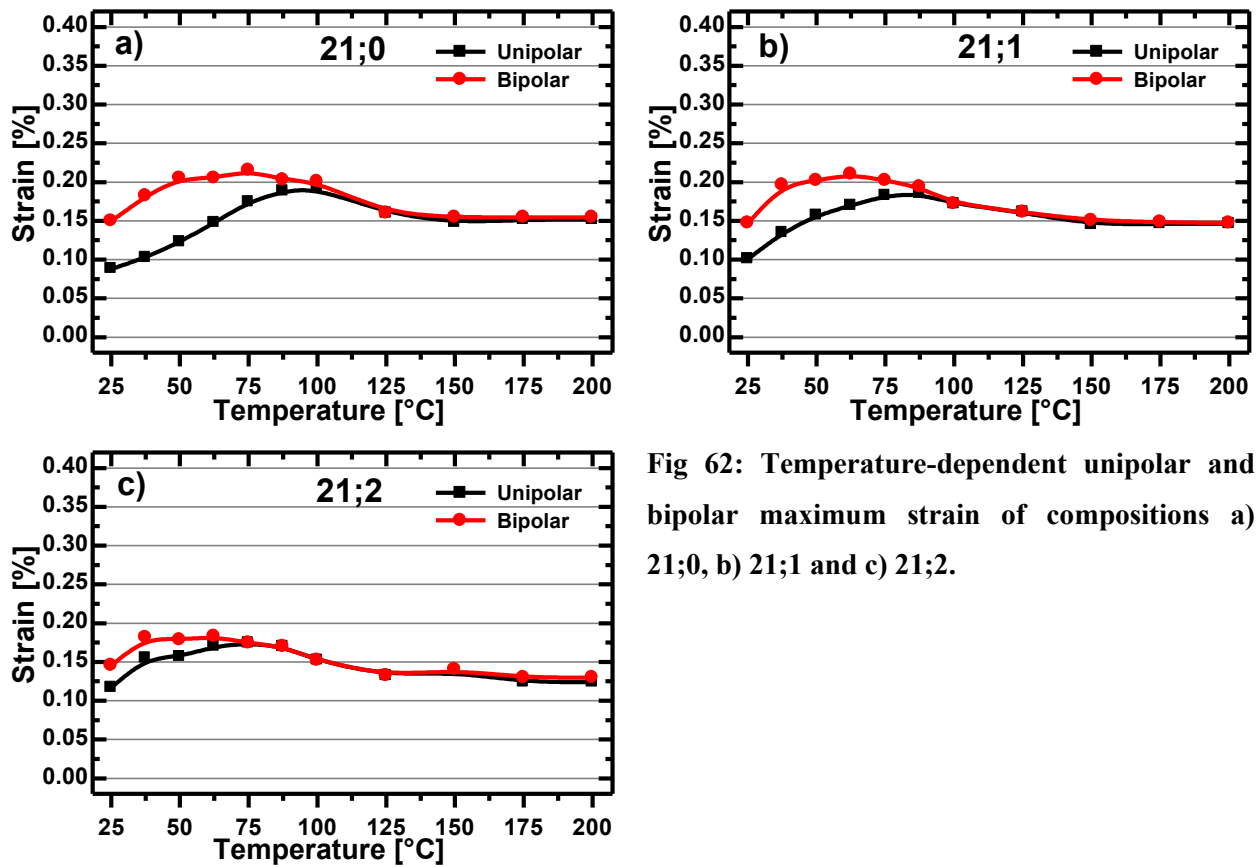 a)
21;0
Unipolar
Bipolar
0.40
0.35
0.30
0.25
0.20
0.15
0.10
0.05
0.00
Strain [%]
25 50 75 100 125 150 175 200
Temperature [°C]
b)
21;1
Unipolar
Bipolar
0.40
0.35
0.30
0.25
0.20
0.15
0.10
0.05
0.00
Strain [%]
25 50 75 100 125 150 175 200
Temperature [°C]
c)
21;2
Unipolar
Bipolar
0.40
0.35
0.30
0.25
0.20
0.15
0.10
0.05
0.00
Strain [%]
25 50 75 100 125 150 175 200
Temperature [°C]
Fig 62: Temperature-dependent unipolar and
bipolar maximum strain of compositions a)
21;0, b) 21;1 and c) 21;2.